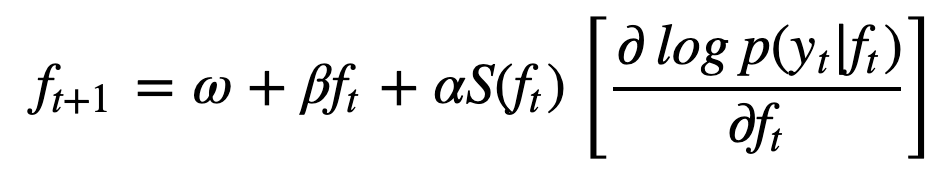 f_{t+1} = ω + βf_t + αS(f_t) [∂ log p(y_t|f_t) / ∂f_t]